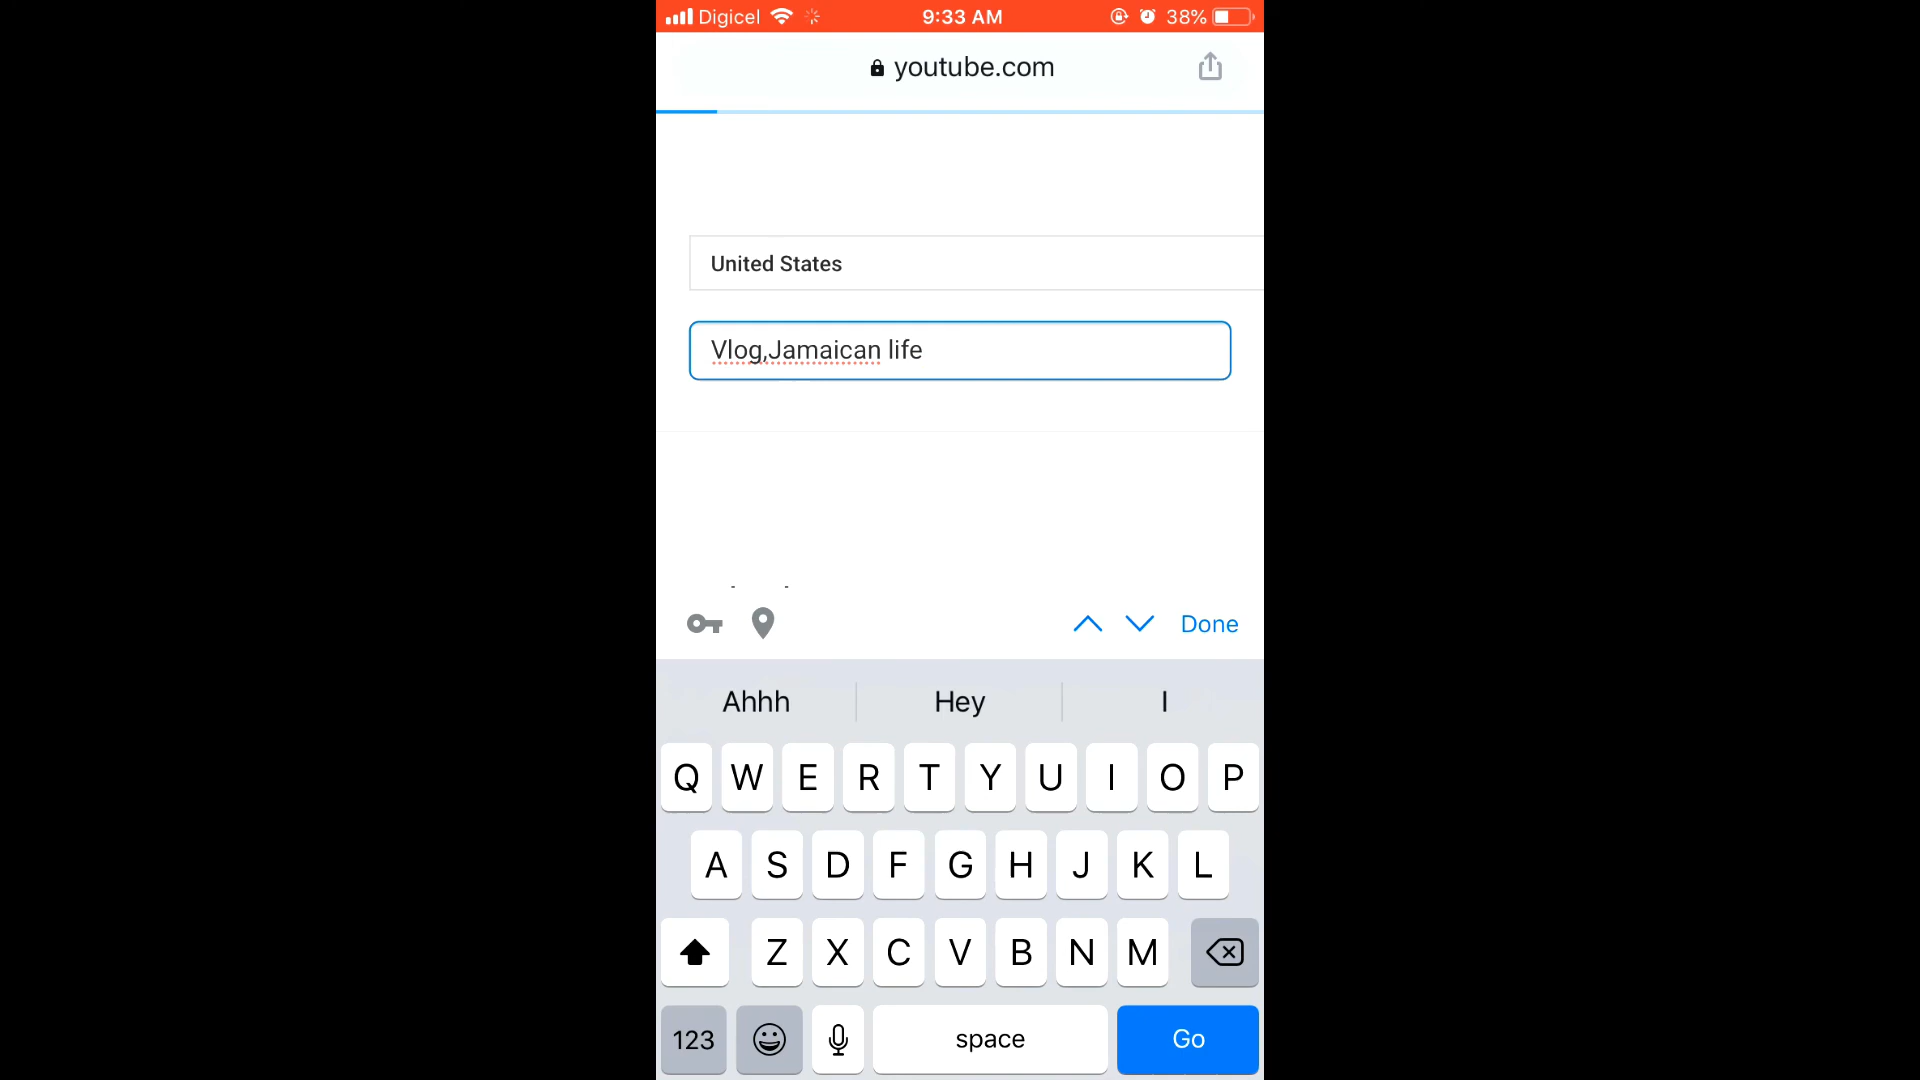 Digicel 9:33 AM 38%
youtube.com
United States
Vlog,Jamaican life
Done
Ahhh Hey I
Q W E R T Y U I O P
A S D F G H J K L
Z X C V B N M
123 space Go